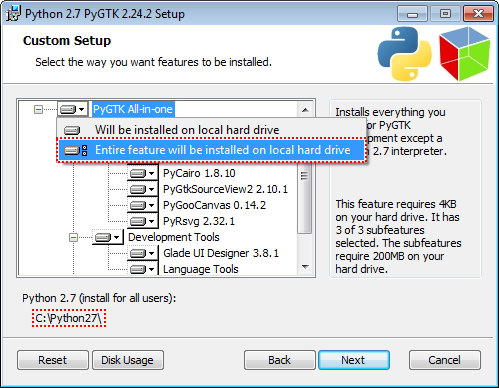 Python 2.7 PyGTK 2.24.2 Setup
Custom Setup
Select the way you want features to be installed.
PyGTK All-in-one
Will be installed on local hard drive
Entire feature will be installed on local hard drive
PyCairo 1.8.10
PyGtkSourceView2 2.10.1
PyGooCanvas 0.14.2
PyRsvg 2.32.1
Development Tools
Glade UI Designer 3.8.1
Language Tools
Installs everything you
or PyGTK
opment except a
2.7 interpreter.
This feature requires 4KB
on your hard drive. It has
3 of 3 subfeatures
selected. The subfeatures
require 200MB on your
hard drive.
Python 2.7 (install for all users):
C:\Python27\
Reset
Disk Usage
Back
Next
Cancel